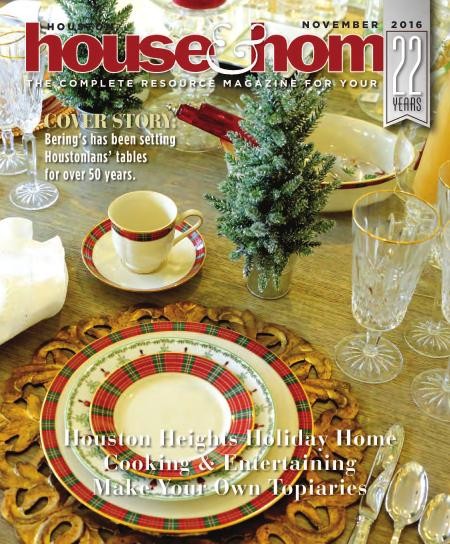 HOUSTON
NOVEMBER 2016
house&hom
THE COMPLETE RESOURCE MAGAZINE FOR YOUR
22
YEARS
COVER STORY:
Bering's has been setting
Houstonians' tables
for over 50 years.
Houston Heights Holiday Home
Cooking & Entertaining
Make Your Own Topiaries